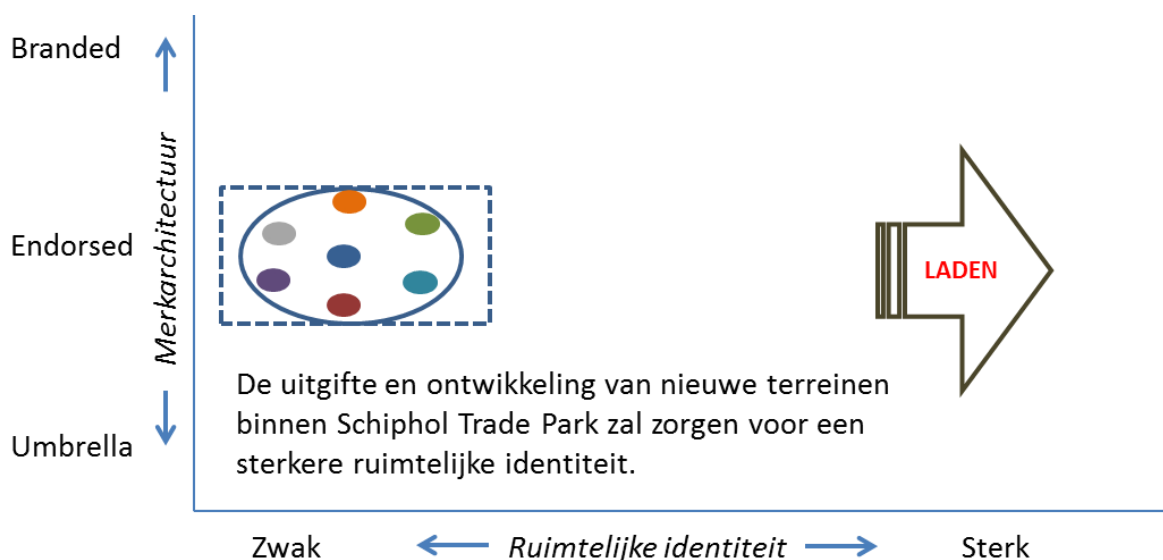 Branded
Merkarchitectuur
Endorsed
LADEN
De uitgifte en ontwikkeling van nieuwe terreinen
binnen Schiphol Trade Park zal zorgen voor een
sterkere ruimtelijke identiteit.
Umbrella
Zwak
Ruimtelijke identiteit
Sterk